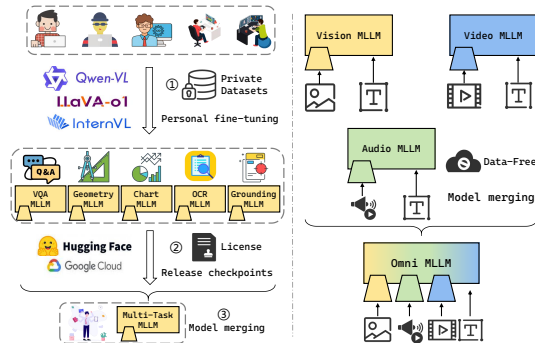 Qwen-VL
LLaVA-o1
InternVL
①
Private
Datasets
Personal fine-tuning
Q&A
VQA
MLLM
Geometry
MLLM
Chart
MLLM
OCR
MLLM
Grounding
MLLM
Hugging Face
Google Cloud
②
License
Release checkpoints
Multi-Task
MLLM
③
Model merging
Vision MLLM
T
Video MLLM
T
Audio MLLM
T
Data-Free
Model merging
Omni MLLM
T